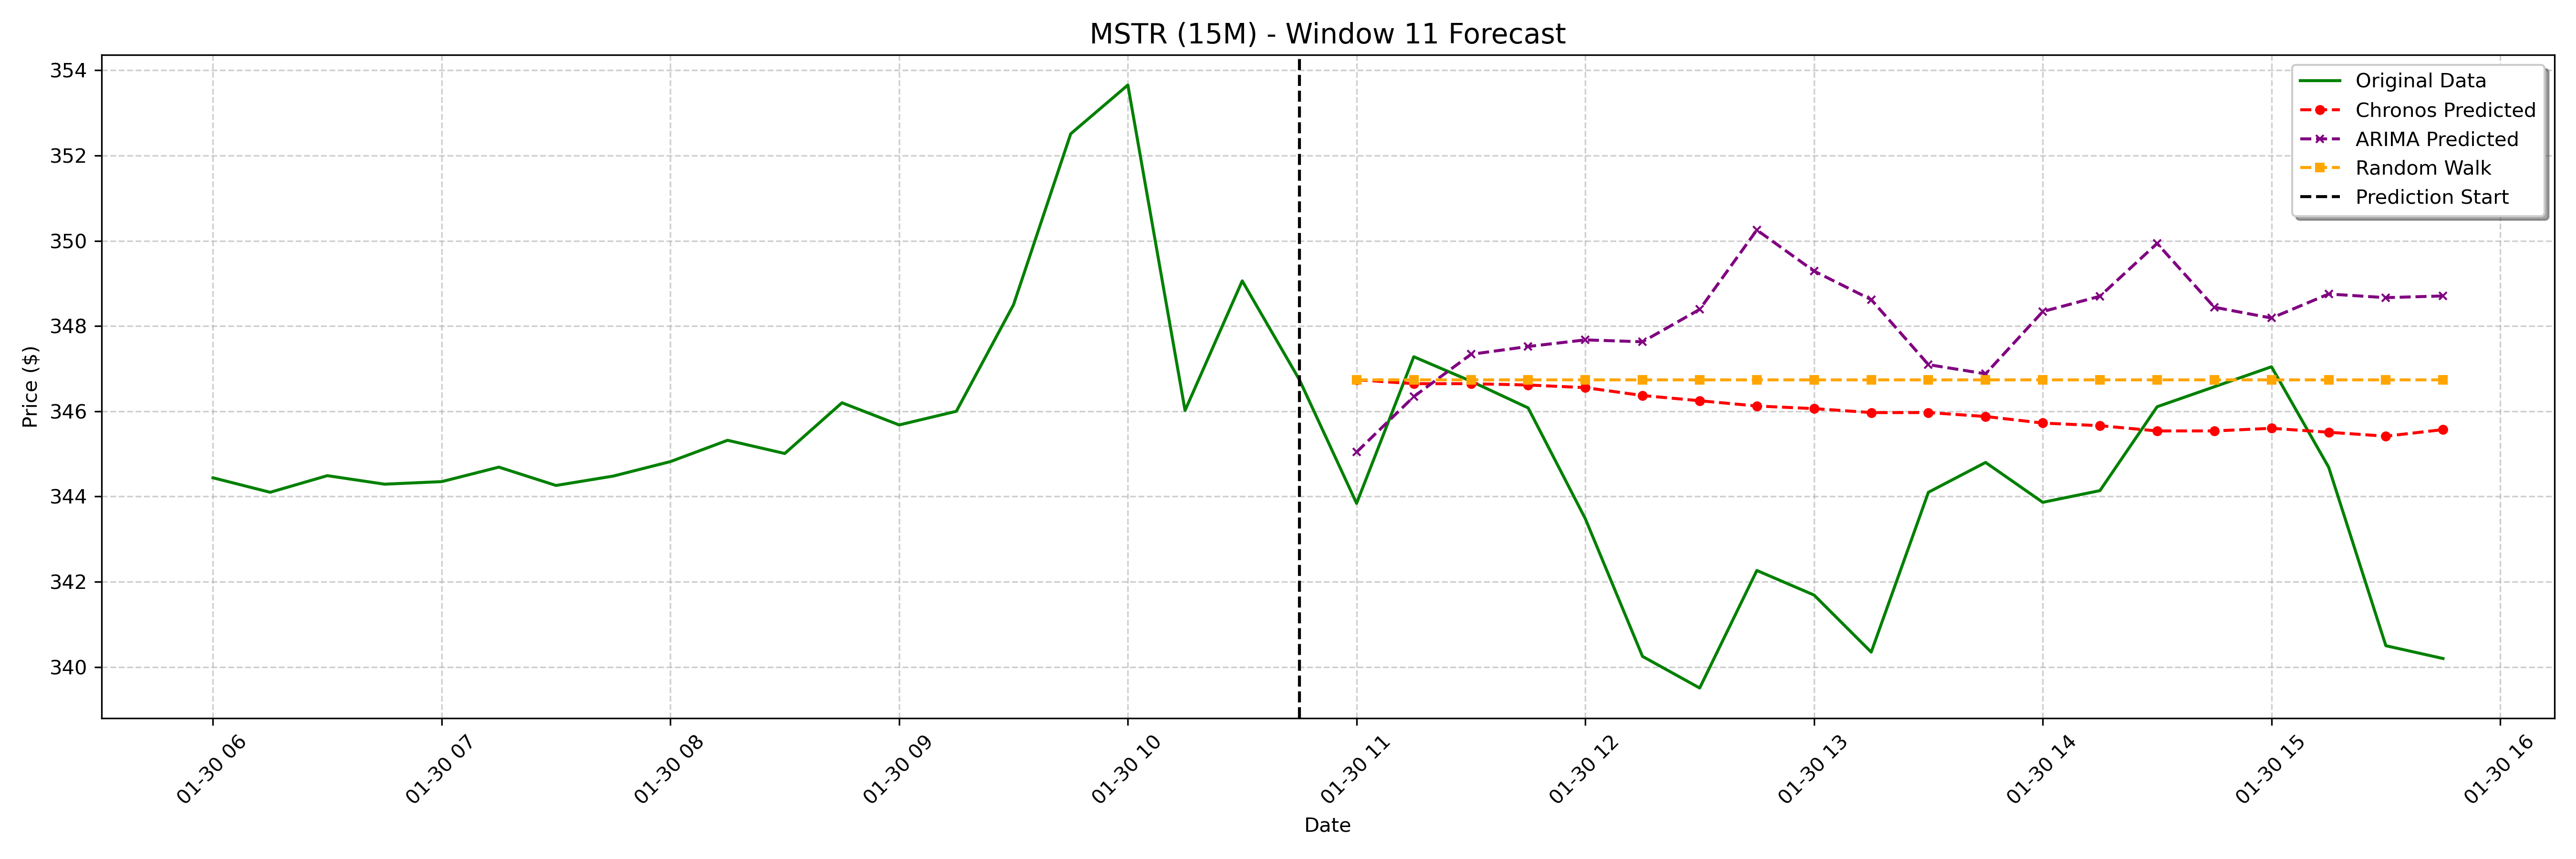 MSTR (15M) - Window 11 Forecast
Original Data
Chronos Predicted
ARIMA Predicted
Random Walk
Prediction Start
Price ($)
354
352
350
348
346
344
342
340
01-30 06
01-30 07
01-30 08
01-30 09
01-30 10
01-30 11
01-30 12
01-30 13
01-30 14
01-30 15
01-30 16
Date